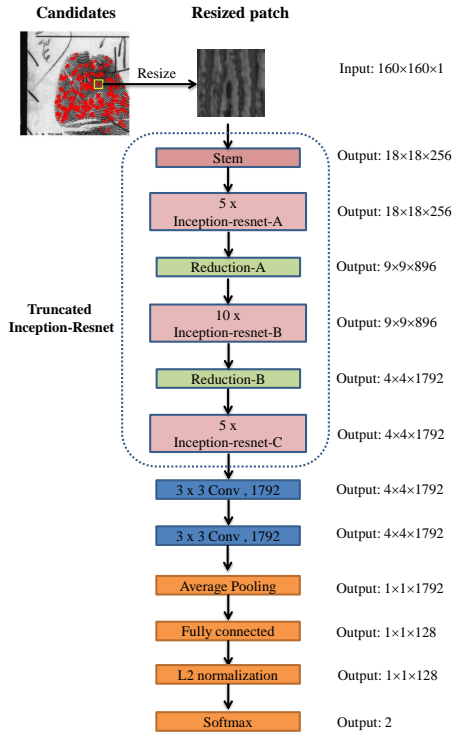 Candidates
Resized patch
Resize
Input: 160×160×1
Stem
Output: 18×18×256
5 x
Inception-resnet-A
Output: 18×18×256
Reduction-A
Output: 9×9×896
Truncated
Inception-Resnet
10 x
Inception-resnet-B
Output: 9×9×896
Reduction-B
Output: 4×4×1792
5 x
Inception-resnet-C
Output: 4×4×1792
3 x 3 Conv , 1792
Output: 4×4×1792
3 x 3 Conv , 1792
Output: 4×4×1792
Average Pooling
Output: 1×1×1792
Fully connected
Output: 1×1×128
L2 normalization
Output: 1×1×128
Softmax
Output: 2